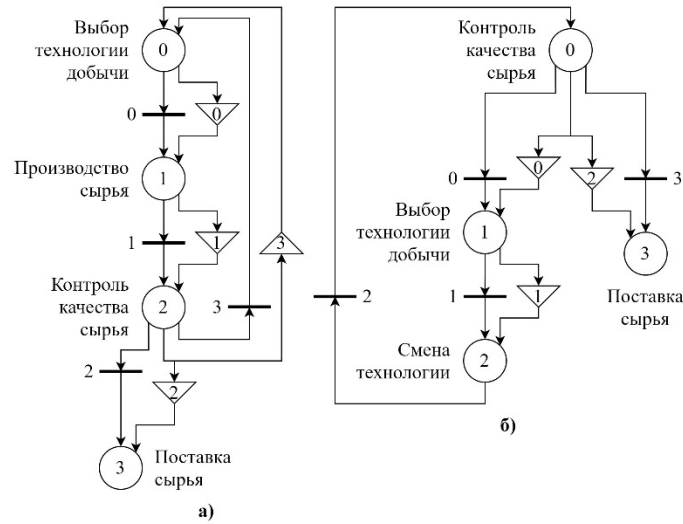 Выбор
технологии
добычи
0
0
0
Производство
сырья
1
1
1
3
Контроль
качества
сырья
2
3
2
2
3
Поставка
сырья
а)
Контроль
качества
сырья
0
0
0
2
3
Выбор
технологии
добычи
1
3
Поставка
сырья
2
1
1
Смена
технологии
2
б)